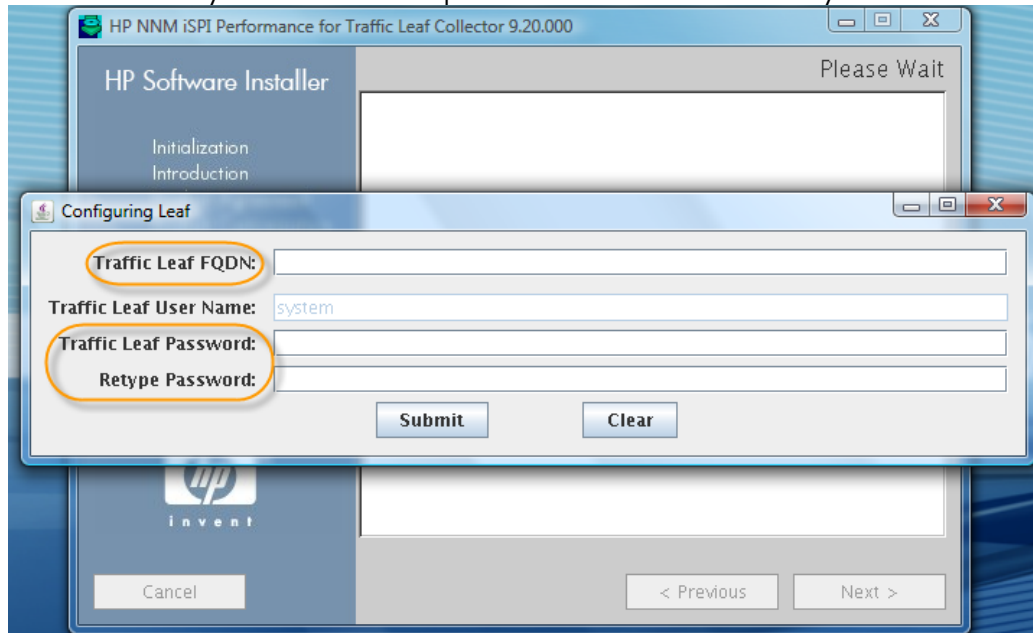 HP NNM iSPI Performance for Traffic Leaf Collector 9.20.000
HP Software Installer
Please Wait
Initialization
Introduction
Configuring Leaf
Traffic Leaf FQDN:
Traffic Leaf User Name: system
Traffic Leaf Password:
Retype Password:
Submit Clear
hp
invent
Cancel < Previous Next >